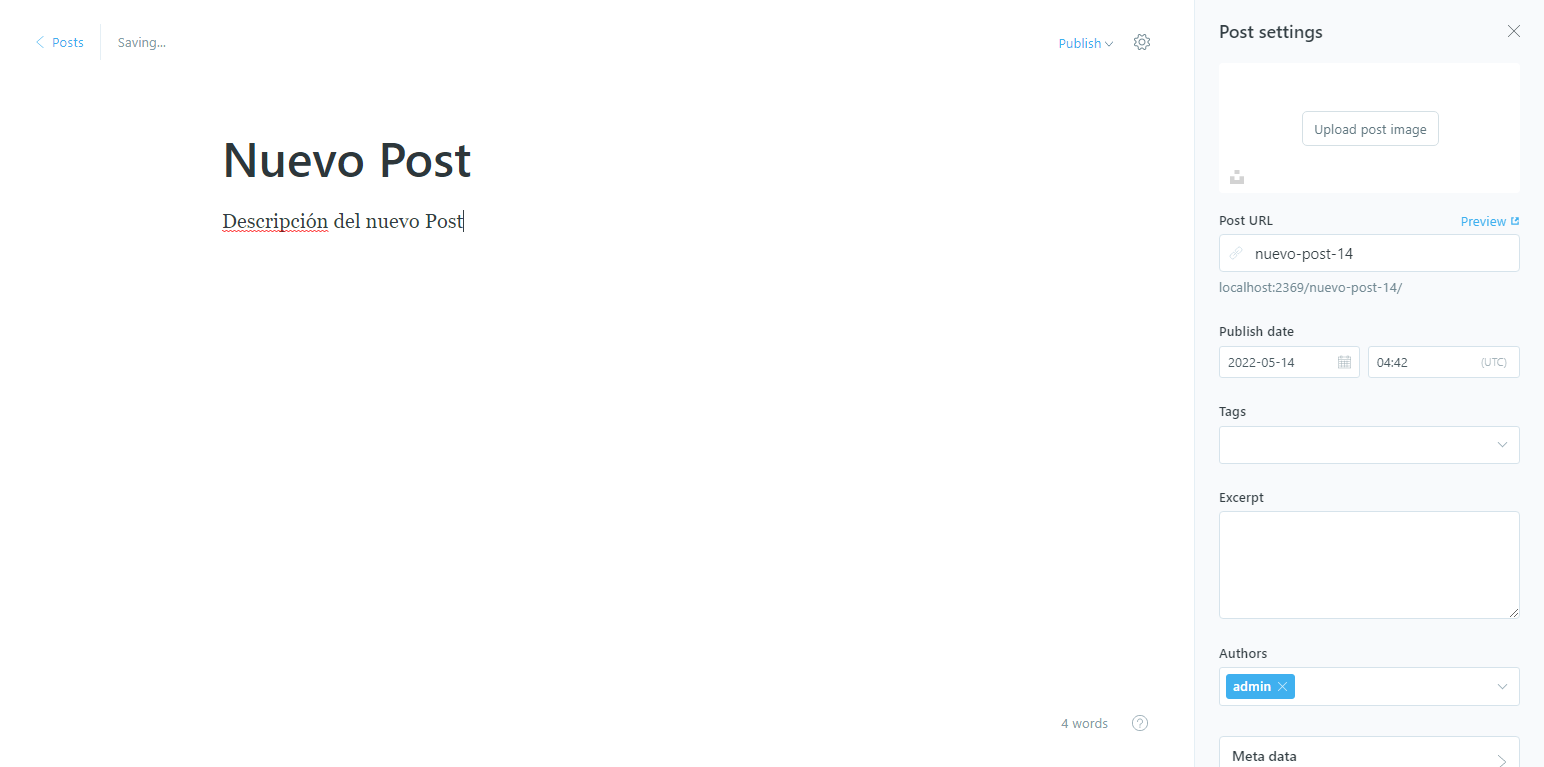 Posts
Saving...
Publish
Nuevo Post
Descripción del nuevo Post
4 words
?
Post settings
Upload post image
Post URL
Preview
nuevo-post-14
localhost:2369/nuevo-post-14/
Publish date
2022-05-14
04:42
(UTC)
Tags
Excerpt
Authors
admin
Meta data